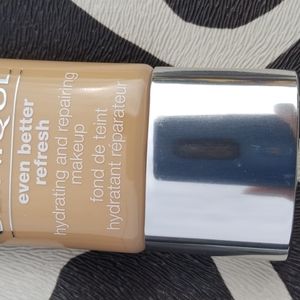 even better
refresh
hydrating and repairing
makeup
fond de teint
hydratant réparateur